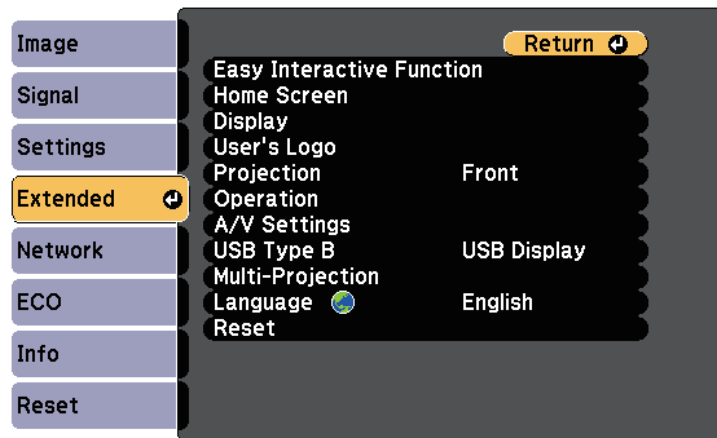 Image
Signal
Settings
Extended
Network
ECO
Info
Reset
Return
Easy Interactive Function
Home Screen
Display
User's Logo
Projection Front
Operation
A/V Settings
USB Type B USB Display
Multi-Projection
Language English
Reset